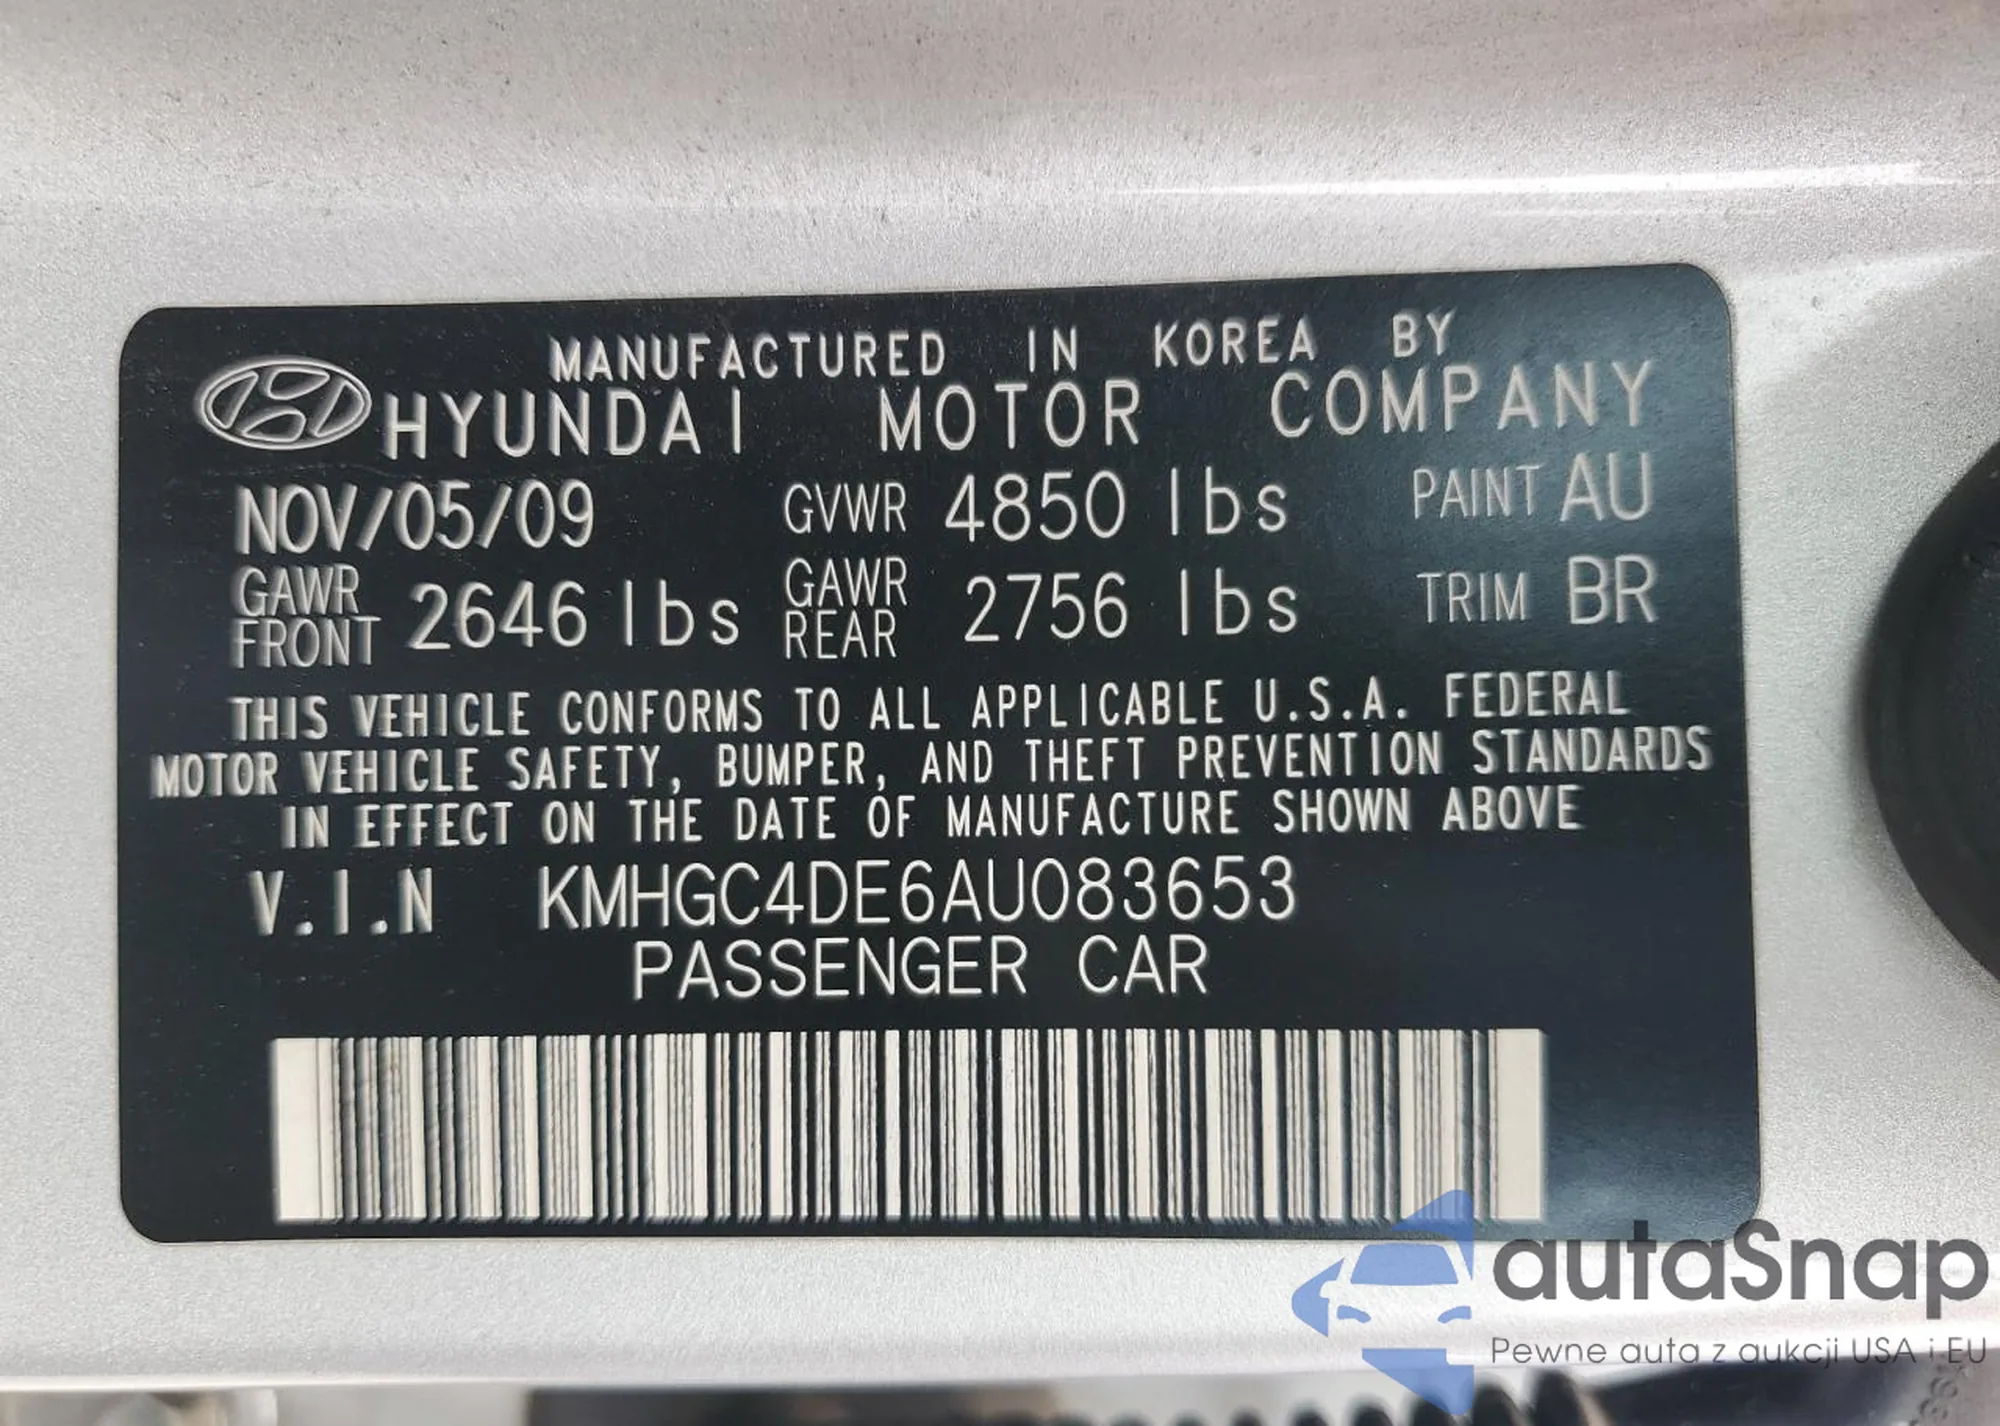 MANUFACTURED IN KOREA BY
HYUNDAI MOTOR COMPANY
NOV/05/09 GVWR 4850 lbs PAINT AU
GAWR FRONT 2646 lbs GAWR REAR 2756 lbs TRIM BR
THIS VEHICLE CONFORMS TO ALL APPLICABLE U.S.A. FEDERAL
MOTOR VEHICLE SAFETY, BUMPER, AND THEFT PREVENTION STANDARDS
IN EFFECT ON THE DATE OF MANUFACTURE SHOWN ABOVE
V.I.N KMHGC4DE6AU083653
PASSENGER CAR
autaSnap
Pewne auta z aukcji USA i EU